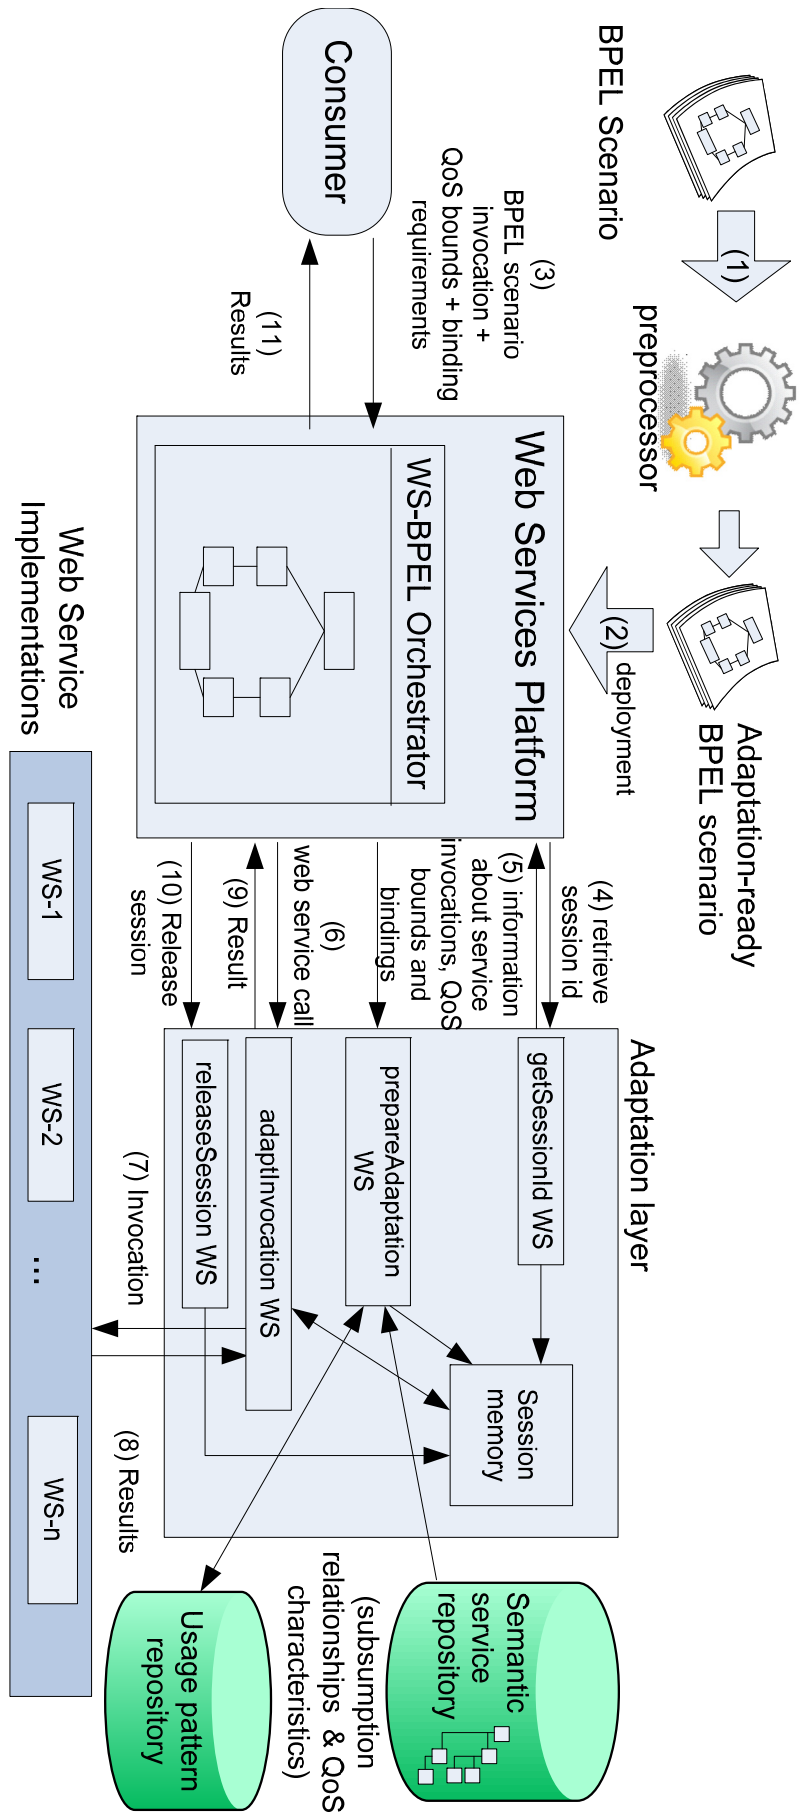 BPEL Scenario
(1)
preprocessor
Adaptation-ready
BPEL scenario
(2)
deployment
Consumer
(3)
BPEL scenario
invocation +
QoS bounds + binding
requirements
(11)
Results
Web Services Platform
WS-BPEL Orchestrator
(4) retrieve
session id
(5) information
about service
invocations, QoS
bounds and
bindings
(6)
web service call
(9) Result
(10) Release
session
Adaptation layer
getSessionId WS
prepareAdaptation
WS
adaptInvocation WS
releaseSession WS
Session
memory
Semantic
service
repository
(subsumption
relationships & QoS
characteristics)
Usage pattern
repository
(7) Invocation
(8) Results
Web Service
Implementations
WS-1
WS-2
...
WS-n